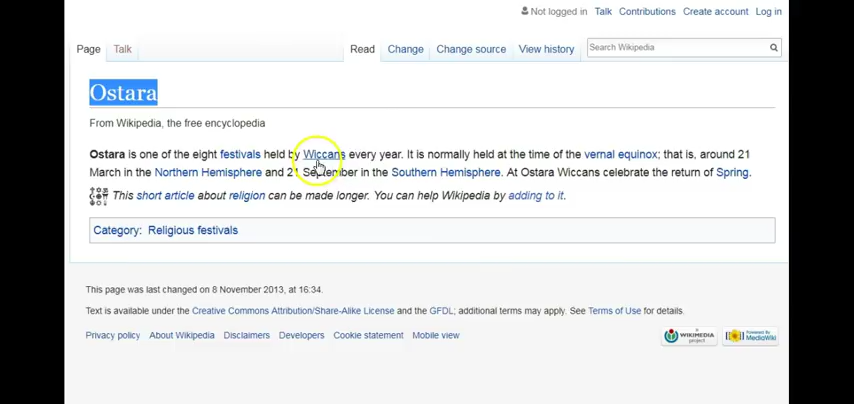 Not logged in Talk Contributions Create account Log in
Page Talk Read Change Change source View history Search Wikipedia
Ostara
From Wikipedia, the free encyclopedia
Ostara is one of the eight festivals held by Wiccans every year. It is normally held at the time of the vernal equinox; that is, around 21
March in the Northern Hemisphere and 21 September in the Southern Hemisphere. At Ostara Wiccans celebrate the return of Spring.
This short article about religion can be made longer. You can help Wikipedia by adding to it.
Category: Religious festivals
This page was last changed on 8 November 2013, at 16:34.
Text is available under the Creative Commons Attribution/Share-Alike License and the GFDL; additional terms may apply. See Terms of Use for details.
Privacy policy About Wikipedia Disclaimers Developers Cookie statement Mobile view
A WIKIMEDIA project Powered By MediaWiki